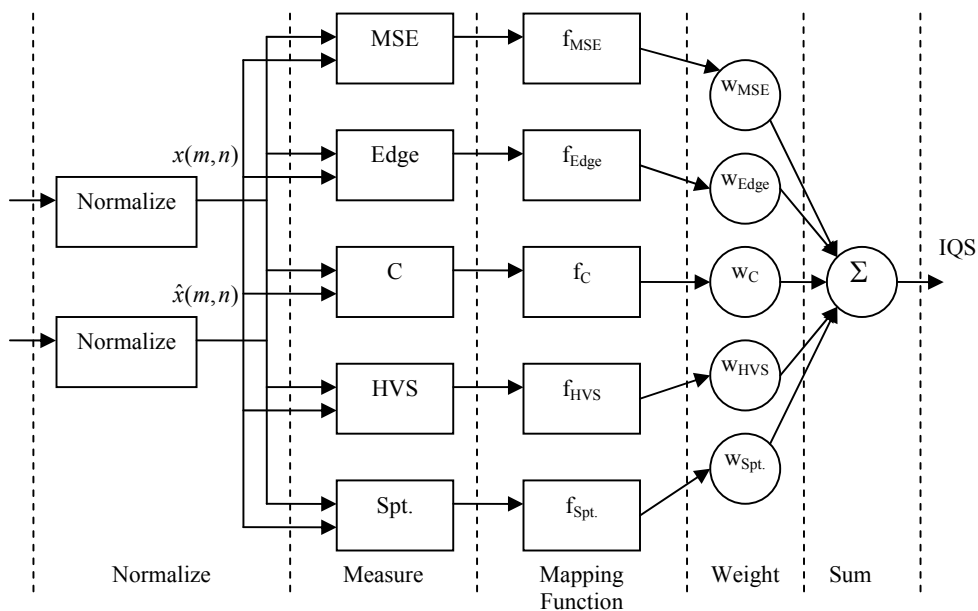 MSE
f_MSE
w_MSE
x(m,n)
Edge
f_Edge
w_Edge
Normalize
IQS
C
f_C
w_C
Σ
x̂(m,n)
Normalize
HVS
f_HVS
w_HVS
Spt.
f_Spt.
w_Spt.
Normalize
Measure
Mapping
Function
Weight
Sum